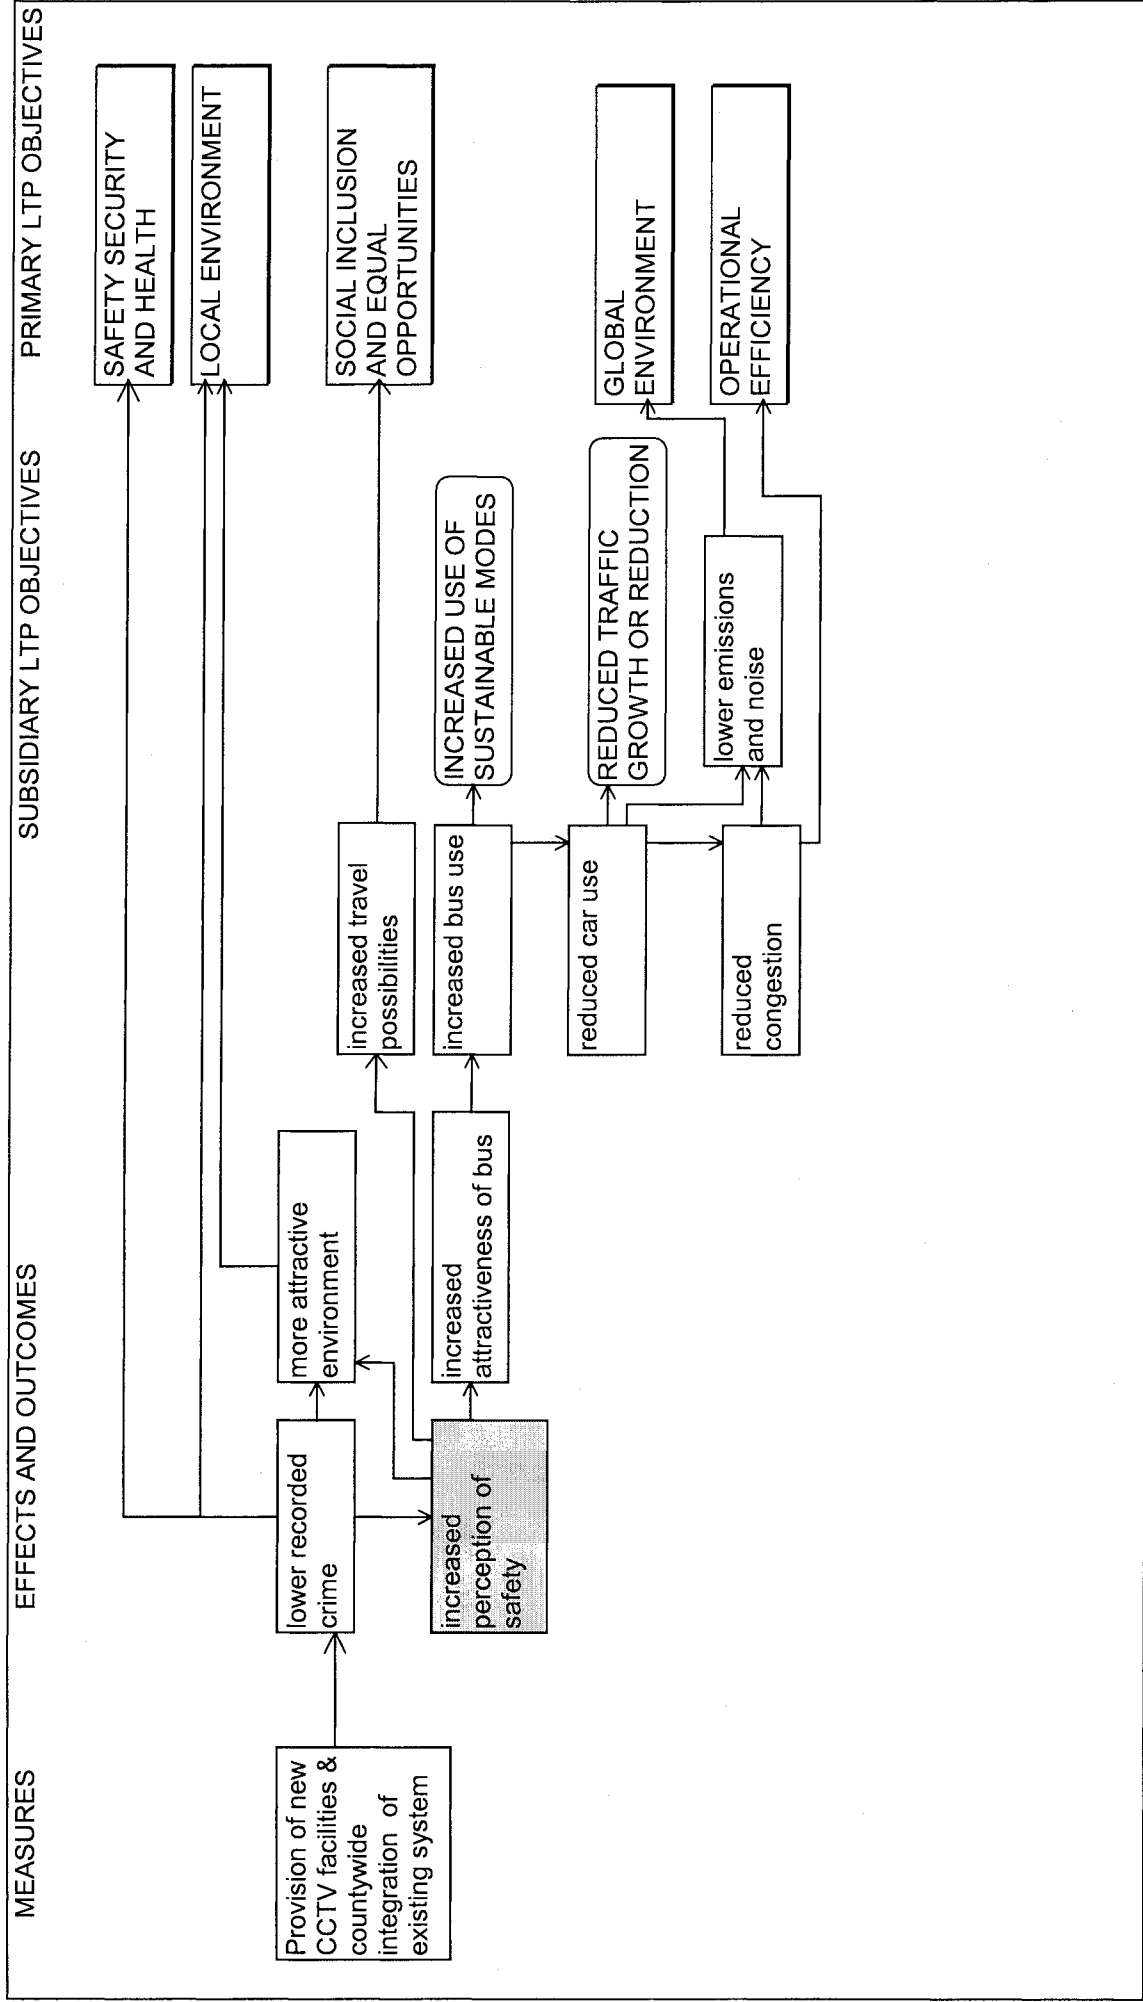 MEASURES
EFFECTS AND OUTCOMES
SUBSIDIARY LTP OBJECTIVES
PRIMARY LTP OBJECTIVES
Provision of new
CCTV facilities &
countywide
integration of
existing system
lower recorded
crime
increased
perception of
safety
more attractive
environment
increased
attractiveness of bus
increased travel
possibilities
increased bus use
reduced car use
reduced
congestion
INCREASED USE OF
SUSTAINABLE MODES
REDUCED TRAFFIC
GROWTH OR REDUCTION
lower emissions
and noise
SAFETY SECURITY
AND HEALTH
LOCAL ENVIRONMENT
SOCIAL INCLUSION
AND EQUAL
OPPORTUNITIES
GLOBAL
ENVIRONMENT
OPERATIONAL
EFFICIENCY